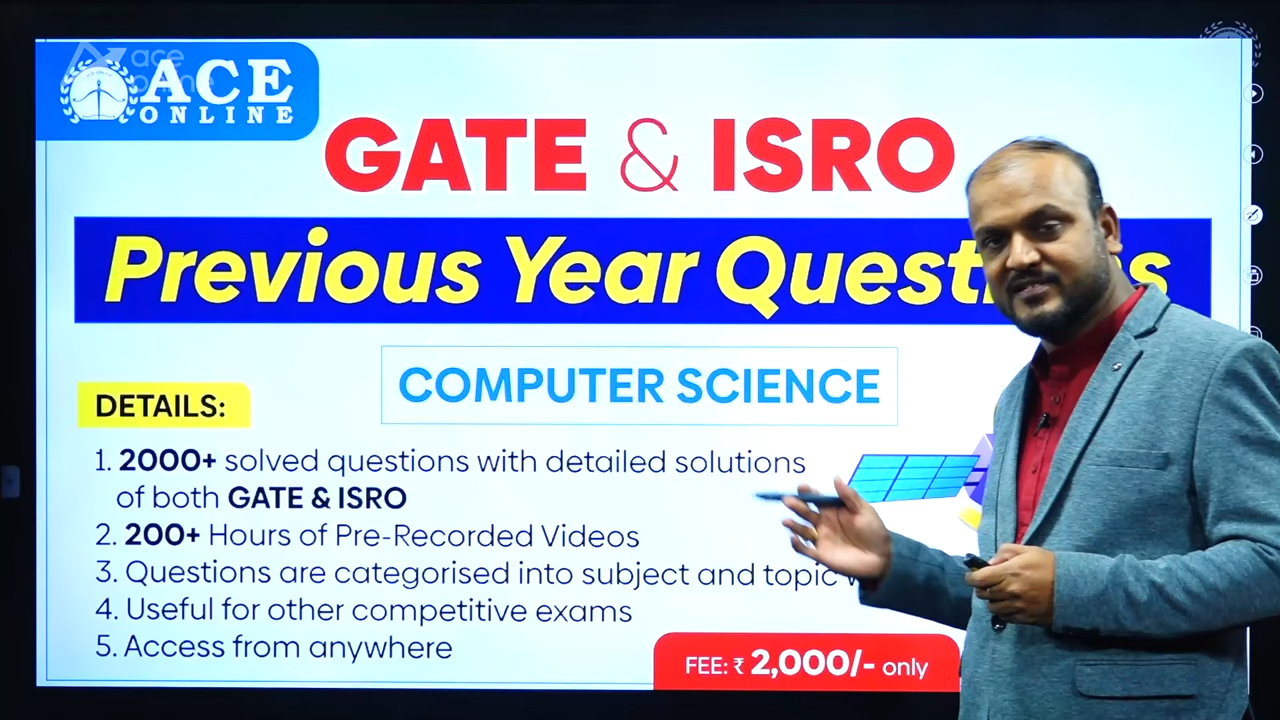 ace
online
ACE
ONLINE
GATE & ISRO
Previous Year Quest s
COMPUTER SCIENCE
DETAILS:
1. 2000+ solved questions with detailed solutions
of both GATE & ISRO
2. 200+ Hours of Pre-Recorded Videos
3. Questions are categorised into subject and topic
4. Useful for other competitive exams
5. Access from anywhere
FEE: ₹ 2,000/- only